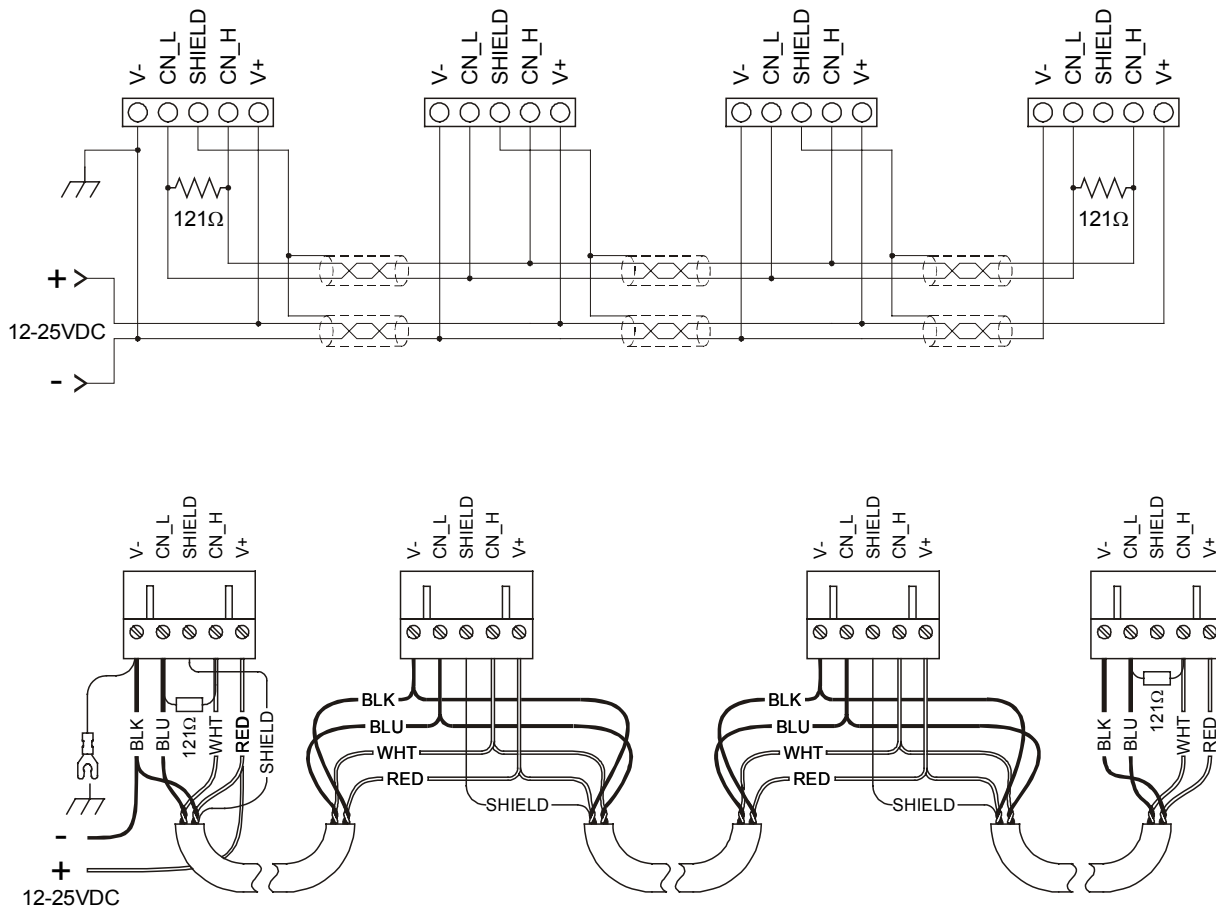 V- CN_L SHIELD CN_H V+
V- CN_L SHIELD CN_H V+
V- CN_L SHIELD CN_H V+
V- CN_L SHIELD CN_H V+
121Ω
121Ω
+
12-25VDC
-
V- CN_L SHIELD CN_H V+
V- CN_L SHIELD CN_H V+
V- CN_L SHIELD CN_H V+
V- CN_L SHIELD CN_H V+
BLK BLU 121Ω WHT RED SHIELD
BLK
BLU
WHT
RED
SHIELD
BLK
BLU
WHT
RED
SHIELD
BLK BLU 121Ω WHT RED
-
+
12-25VDC